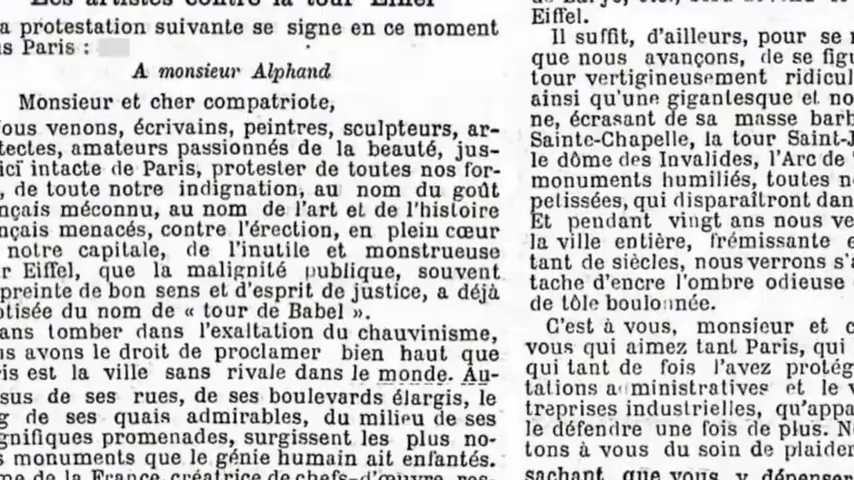 Les artistes contre la tour Eiffel
a protestation suivante se signe en ce moment
s Paris :
A monsieur Alphand
Monsieur et cher compatriote,
ous venons, écrivains, peintres, sculpteurs, ar-
tectes, amateurs passionnés de la beauté, jus-
ici intacte de Paris, protester de toutes nos for-
, de toute notre indignation, au nom du goût
nçais méconnu, au nom de l'art et de l'histoire
nçais menacés, contre l'érection, en plein cœur
notre capitale, de l'inutile et monstrueuse
r Eiffel, que la malignité publique, souvent
preinte de bon sens et d'esprit de justice, a déjà
tisée du nom de « tour de Babel ».
ans tomber dans l'exaltation du chauvinisme,
s avons le droit de proclamer bien haut que
is est la ville sans rivale dans le monde. Au-
sus de ses rues, de ses boulevards élargis, le
g de ses quais admirables, du milieu de ses
gnifiques promenades, surgissent les plus no-
s monuments que le génie humain ait enfantés.
me de la France, créatrice de chefs-d'œuvre, res-
Eiffel.
Il suffit, d'ailleurs, pour se
que nous avançons, de se figu
tour vertigineusement ridicul
ainsi qu'une gigantesque et no
ne, écrasant de sa masse barb
Sainte-Chapelle, la tour Saint-J
le dôme des Invalides, l'Arc de
monuments humiliés, toutes n
petissées, qui disparaîtront dan
Et pendant vingt ans nous ve
la ville entière, frémissante e
tant de siècles, nous verrons s'a
tache d'encre l'ombre odieuse
de tôle boulonnée.
C'est à vous, monsieur et c
vous qui aimez tant Paris, qui
qui tant de fois l'avez protég
tations administratives et le v
treprises industrielles, qu'appa
le défendre une fois de plus. N
tons à vous du soin de plaider
sachant que vous y dépenser